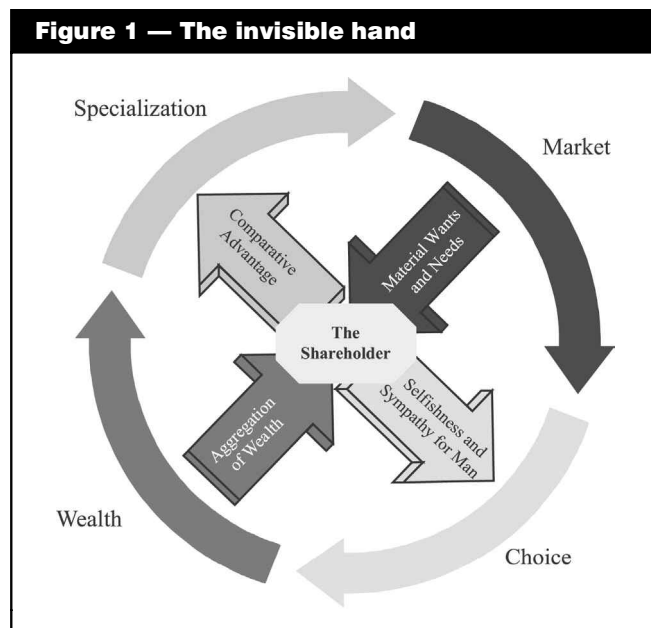 Figure 1 — The invisible hand
Specialization
Market
Comparative
Advantage
Material Wants
and Needs
The
Shareholder
Aggregation
of Wealth
Selfishness and
Sympathy for Man
Wealth
Choice